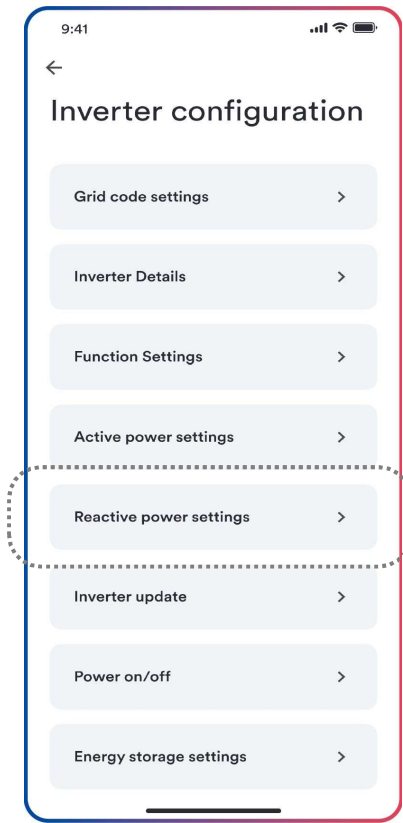 9:41
Inverter configuration
Grid code settings
Inverter Details
Function Settings
Active power settings
Reactive power settings
Inverter update
Power on/off
Energy storage settings